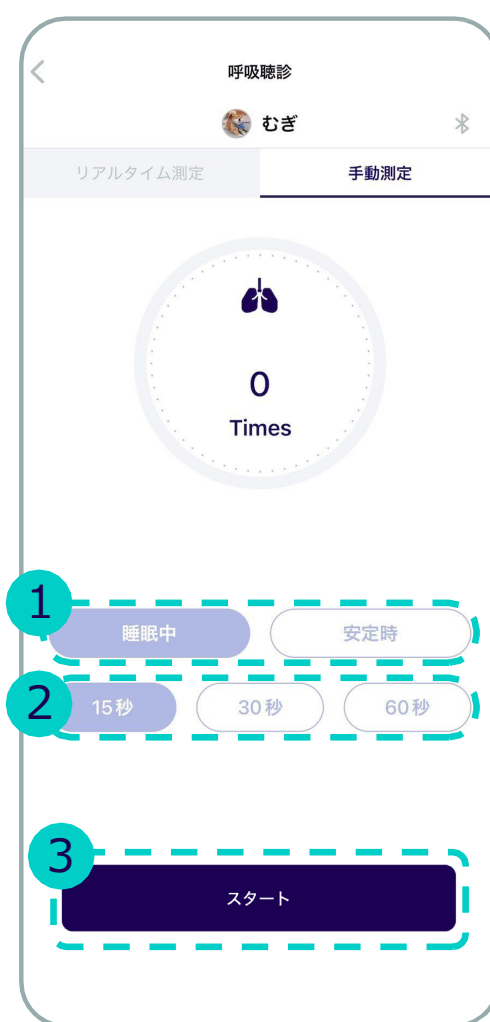 呼吸聴診
むぎ
リアルタイム測定 手動測定
0
Times
1
睡眠中 安定時
2
15秒 30秒 60秒
3
スタート